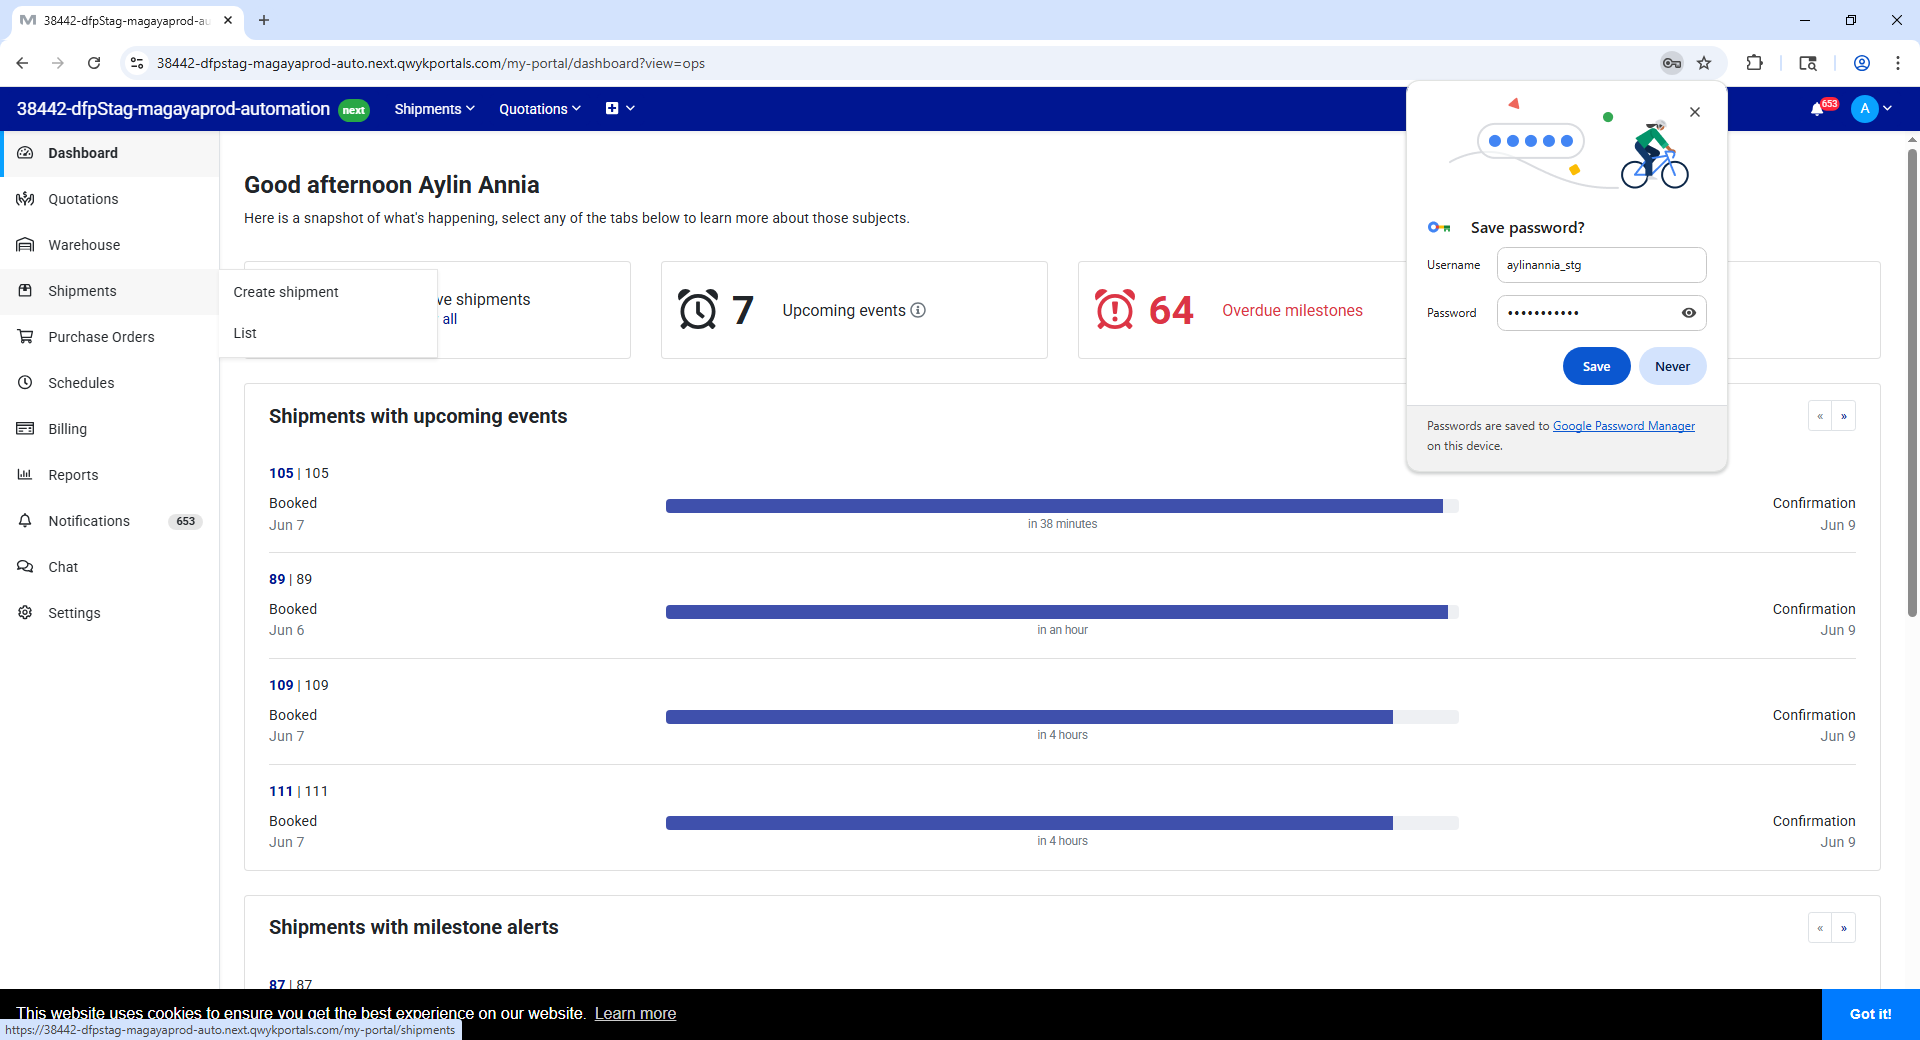 38442-dfpStag-magayaprod-au
38442-dfpstag-magayaprod-auto.next.qwykportals.com/my-portal/dashboard?view=ops
38442-dfpStag-magayaprod-automation next Shipments Quotations 653 A
Dashboard
Quotations
Warehouse
Shipments
Purchase Orders
Schedules
Billing
Reports
Notifications 653
Chat
Settings
Create shipment
List
Good afternoon Aylin Annia
Here is a snapshot of what's happening, select any of the tabs below to learn more about those subjects.
ve shipments
all
7 Upcoming events
64 Overdue milestones
Save password?
Username aylinannia_stg
Password •••••••••••
Save Never
Passwords are saved to Google Password Manager
on this device.
Shipments with upcoming events « »
105 | 105
Booked Confirmation
Jun 7 in 38 minutes Jun 9
89 | 89
Booked Confirmation
Jun 6 in an hour Jun 9
109 | 109
Booked Confirmation
Jun 7 in 4 hours Jun 9
111 | 111
Booked Confirmation
Jun 7 in 4 hours Jun 9
Shipments with milestone alerts « »
87 | 87
This website uses cookies to ensure you get the best experience on our website. Learn more Got it!
https://38442-dfpstag-magayaprod-auto.next.qwykportals.com/my-portal/shipments